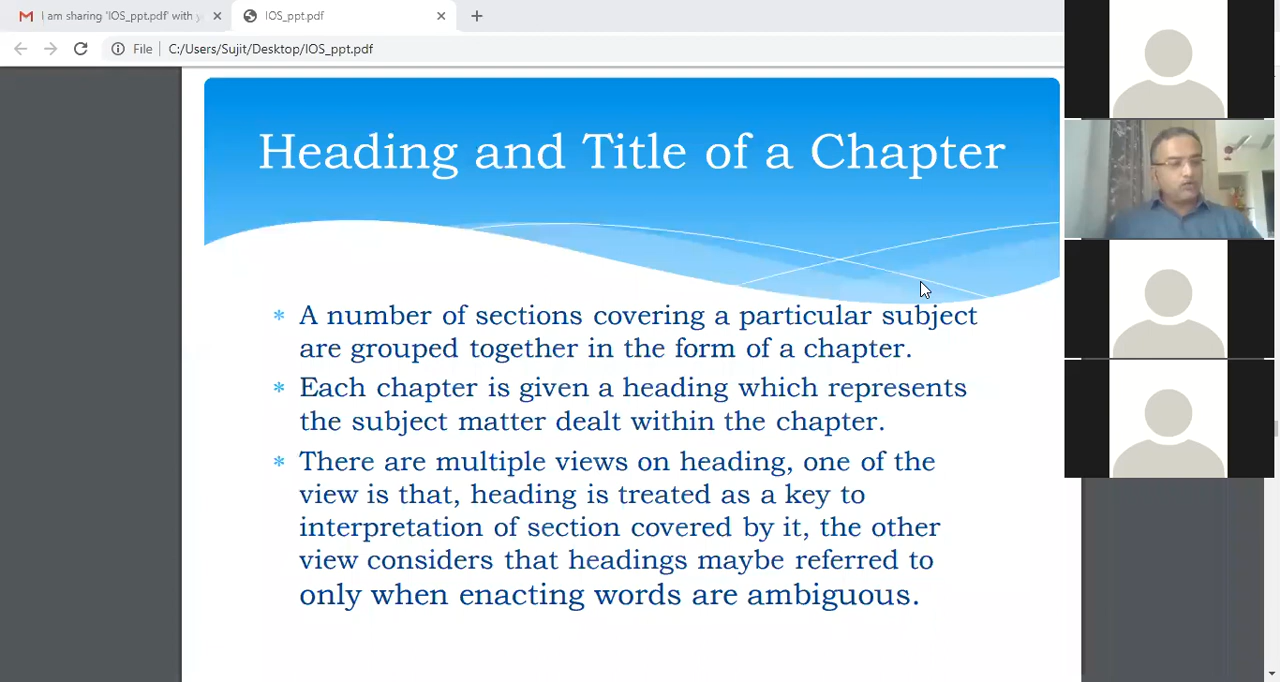 I am sharing 'IOS_ppt.pdf' with
IOS_ppt.pdf
File
C:/Users/Sujit/Desktop/IOS_ppt.pdf
Heading and Title of a Chapter
* A number of sections covering a particular subject
are grouped together in the form of a chapter.
* Each chapter is given a heading which represents
the subject matter dealt within the chapter.
* There are multiple views on heading, one of the
view is that, heading is treated as a key to
interpretation of section covered by it, the other
view considers that headings maybe referred to
only when enacting words are ambiguous.